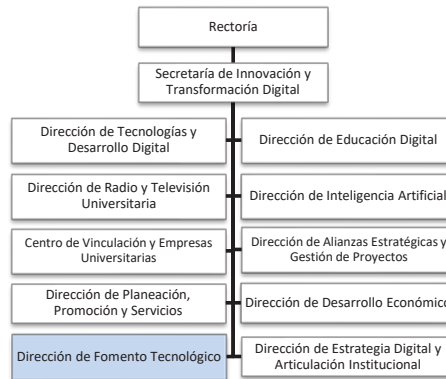 Rectoría
Secretaría de Innovación y
Transformación Digital
Dirección de Tecnologías y
Desarrollo Digital
Dirección de Educación Digital
Dirección de Radio y Televisión
Universitaria
Dirección de Inteligencia Artificial
Centro de Vinculación y Empresas
Universitarias
Dirección de Alianzas Estratégicas y
Gestión de Proyectos
Dirección de Planeación,
Promoción y Servicios
Dirección de Desarrollo Económico
Dirección de Fomento Tecnológico
Dirección de Estrategia Digital y
Articulación Institucional